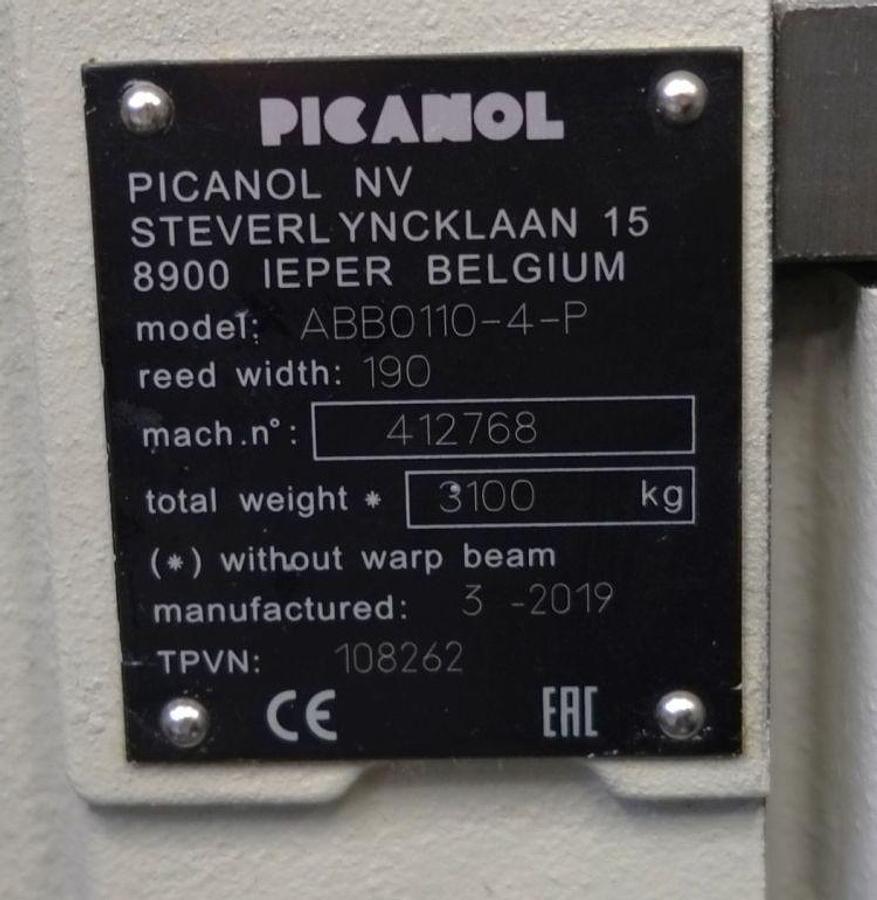 PICANOL
PICANOL NV
STEVERLYNCKLAAN 15
8900 IEPER BELGIUM
model: ABB0110-4-P
reed width: 190
mach.n°: 412768
total weight * 3100 kg
(*) without warp beam
manufactured: 3 -2019
TPVN: 108262
CE EAC